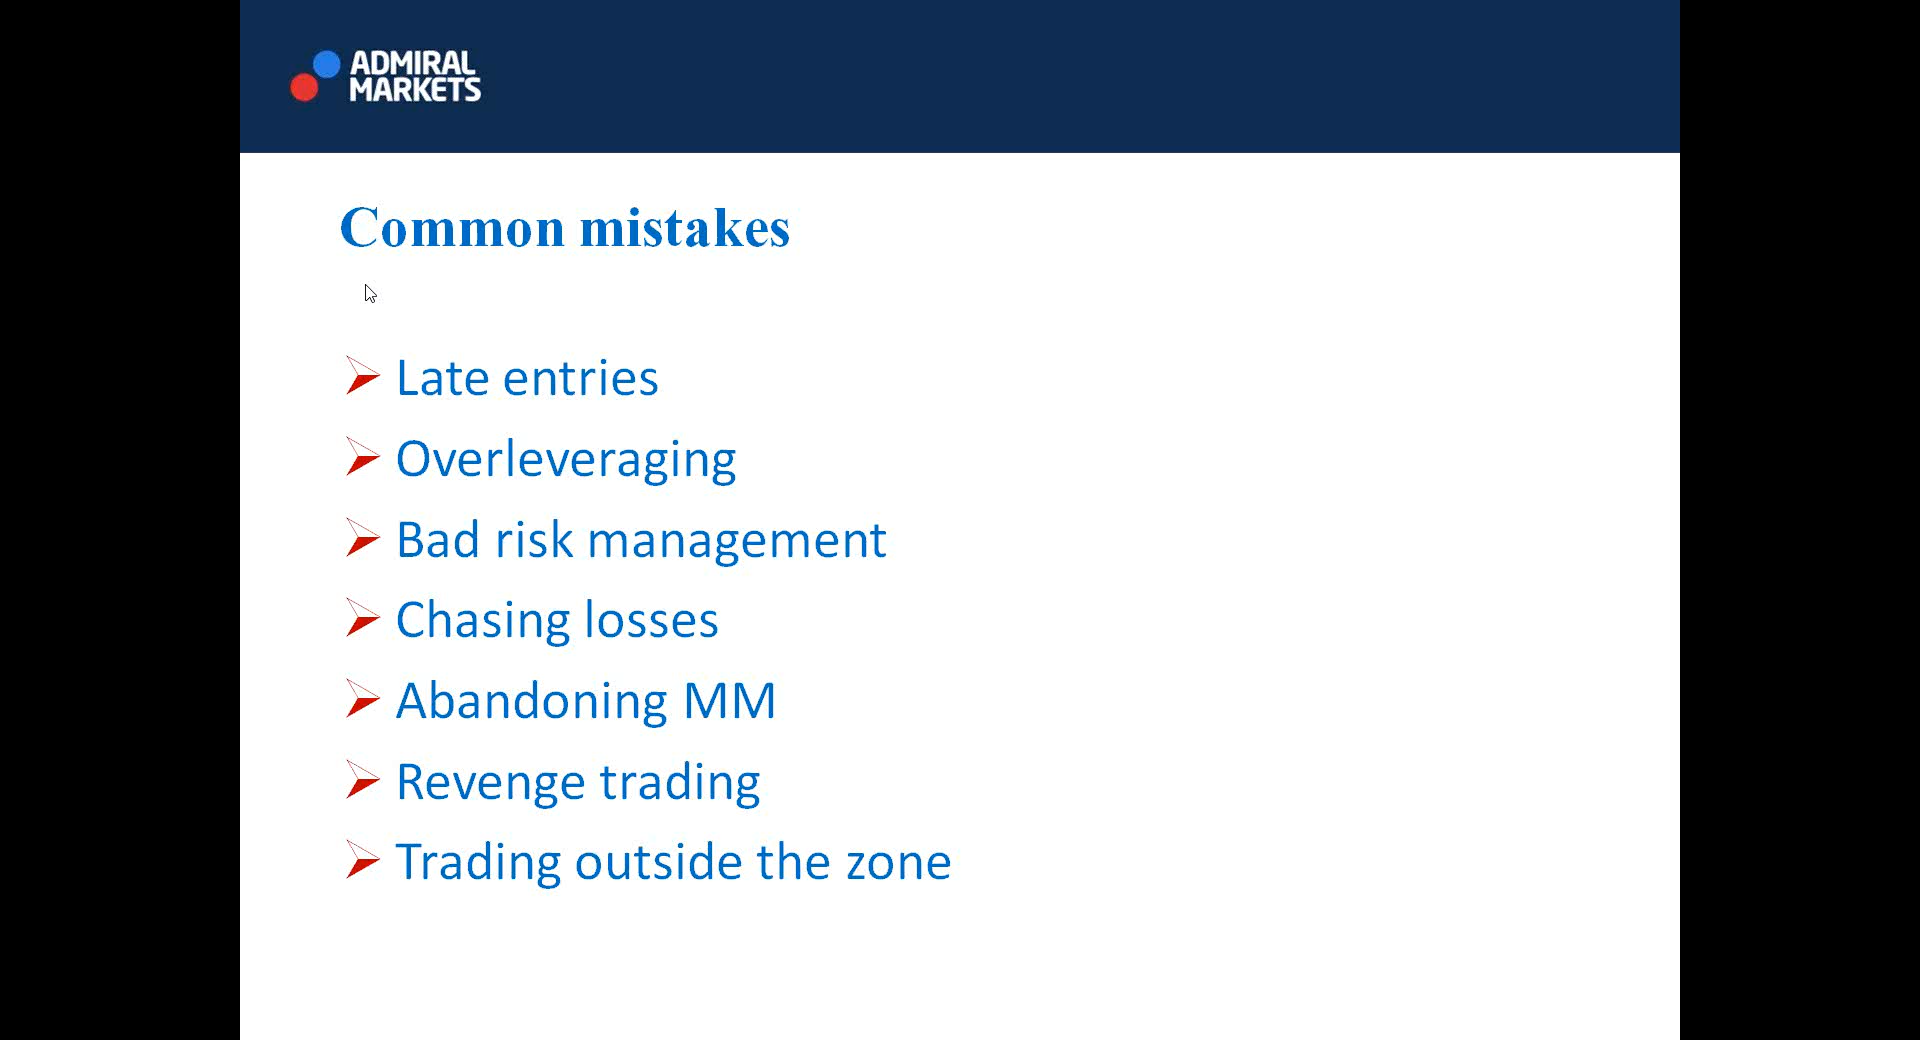 ADMIRAL
MARKETS
Common mistakes
Late entries
Overleveraging
Bad risk management
Chasing losses
Abandoning MM
Revenge trading
Trading outside the zone